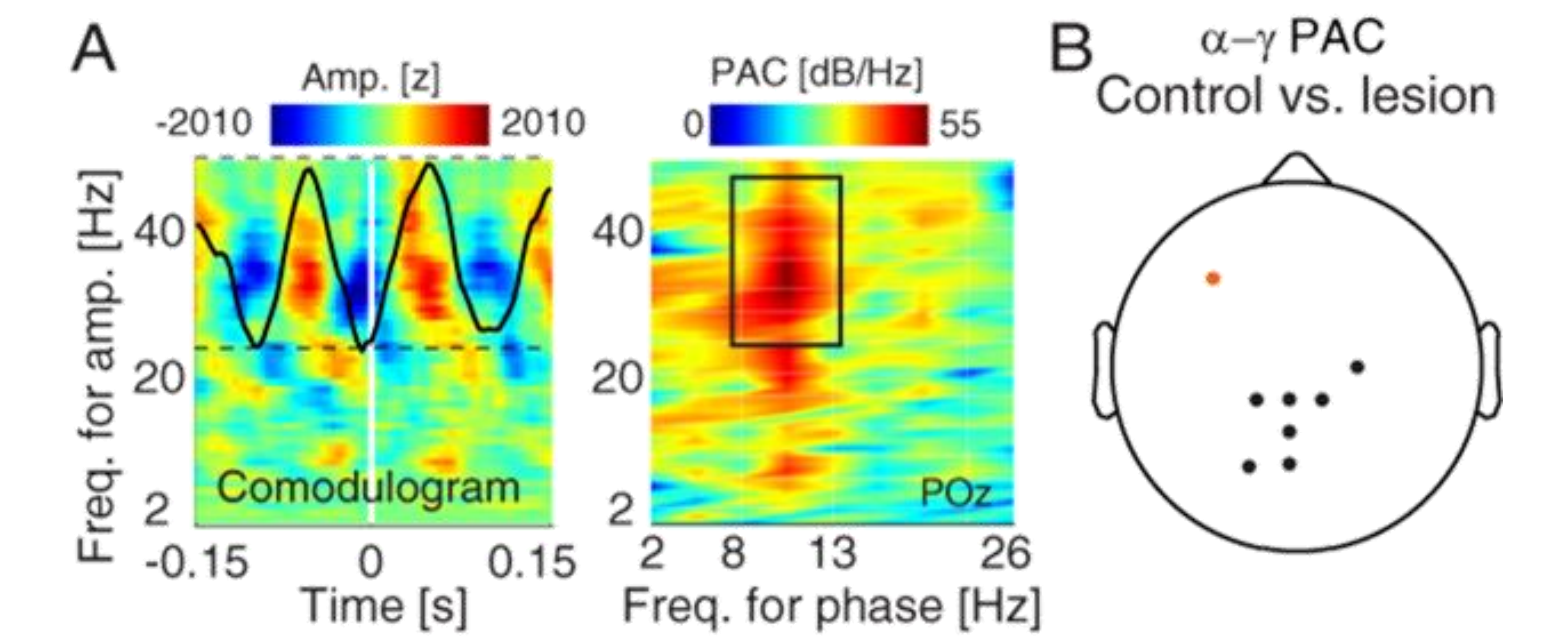 A
Amp. [z]
-2010
2010
PAC [dB/Hz]
0
55
Freq. for amp. [Hz]
40
20
2
Comodulogram
-0.15
0
0.15
Time [s]
40
20
2
POz
2
8
13
26
Freq. for phase [Hz]
B
α–γ PAC
Control vs. lesion